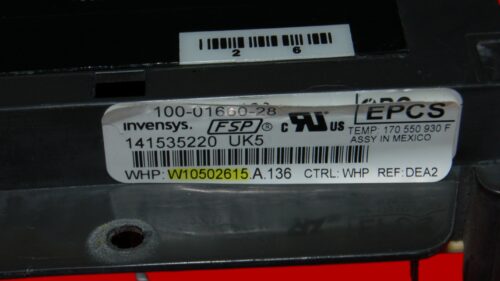 2 6
100-01660-28
invensys. FSP® c UR US
EPCS
TEMP: 170 550 930 F
141535220 UK5
ASSY IN MEXICO
WHP: W10502615.A.136 CTRL: WHP REF: DEA2